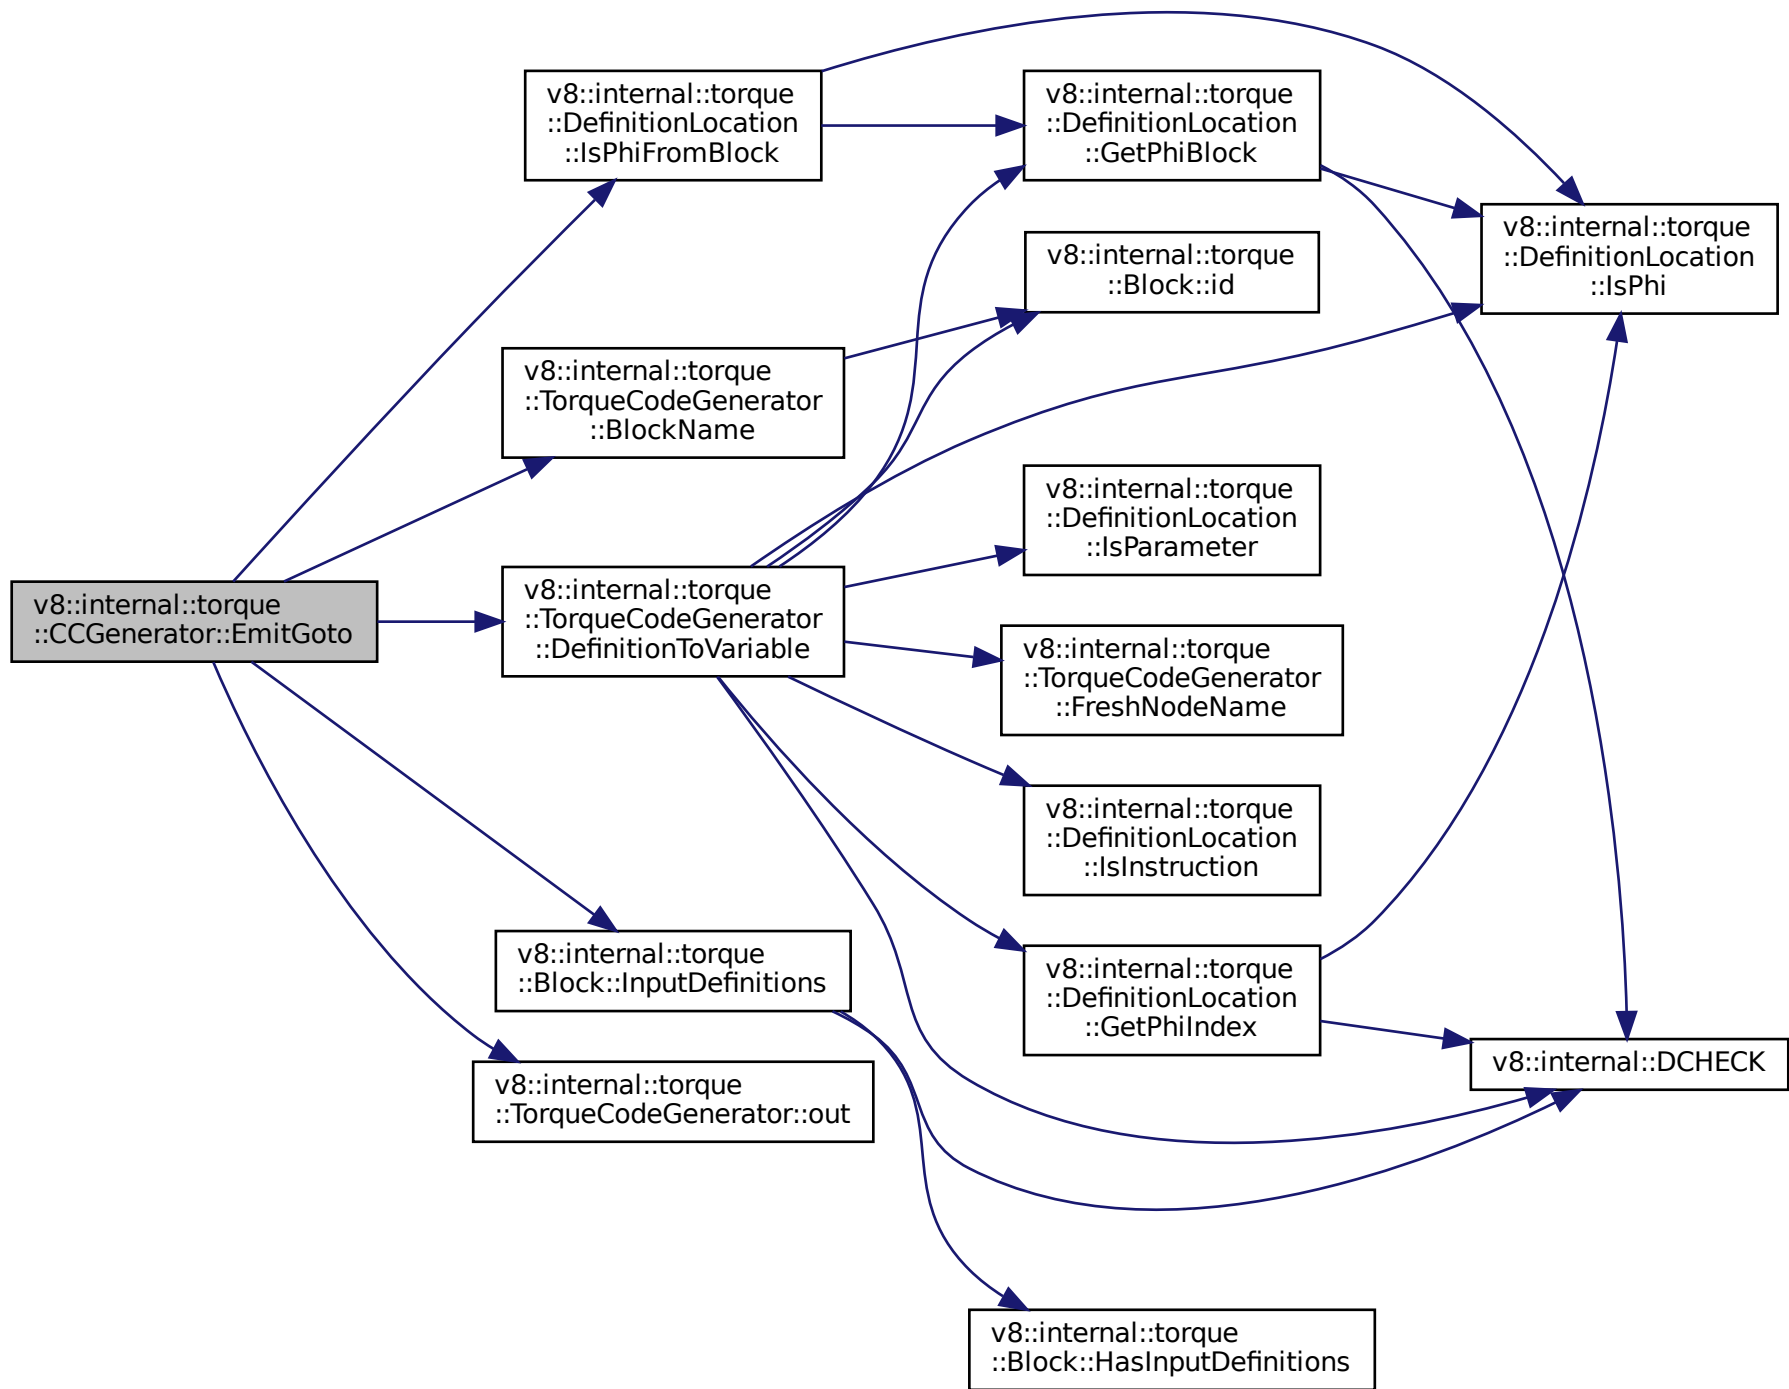 v8::internal::torque
::CCGenerator::EmitGoto
v8::internal::torque
::DefinitionLocation
::IsPhiFromBlock
v8::internal::torque
::TorqueCodeGenerator
::BlockName
v8::internal::torque
::TorqueCodeGenerator
::DefinitionToVariable
v8::internal::torque
::Block::InputDefinitions
v8::internal::torque
::TorqueCodeGenerator::out
v8::internal::torque
::DefinitionLocation
::GetPhiBlock
v8::internal::torque
::Block::id
v8::internal::torque
::DefinitionLocation
::IsParameter
v8::internal::torque
::TorqueCodeGenerator
::FreshNodeName
v8::internal::torque
::DefinitionLocation
::IsInstruction
v8::internal::torque
::DefinitionLocation
::GetPhiIndex
v8::internal::torque
::Block::HasInputDefinitions
v8::internal::torque
::DefinitionLocation
::IsPhi
v8::internal::DCHECK